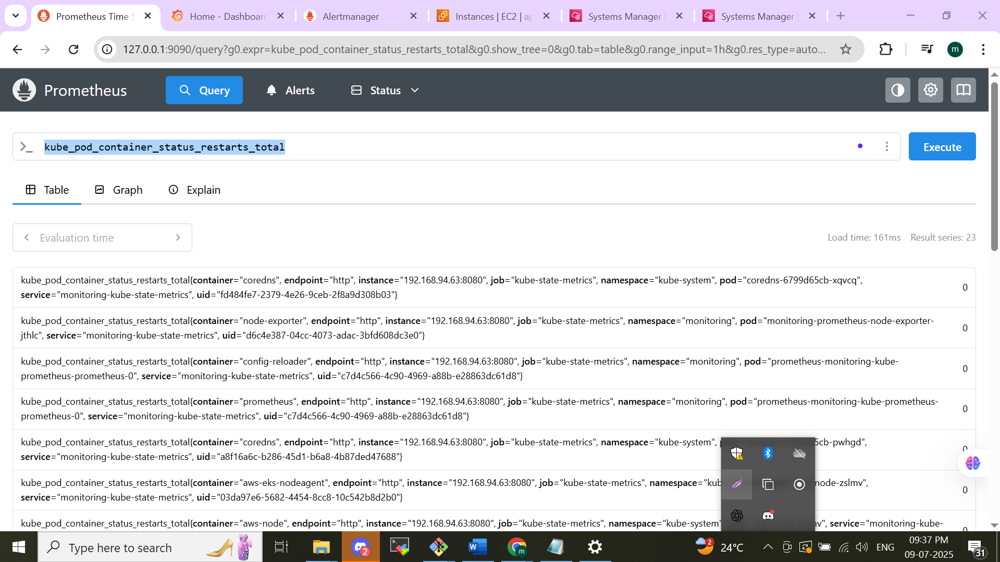 Prometheus Time S
Home - Dashboard
Alertmanager
Instances | EC2 | ap
Systems Manager |
Systems Manager |
127.0.0.1:9090/query?g0.expr=kube_pod_container_status_restarts_total&g0.show_tree=0&g0.tab=table&g0.range_input=1h&g0.res_type=auto...
m
Prometheus
Query
Alerts
Status
kube_pod_container_status_restarts_total
Execute
Table
Graph
Explain
Evaluation time
Load time: 161ms
Result series: 23
kube_pod_container_status_restarts_total{container="coredns", endpoint="http", instance="192.168.94.63:8080", job="kube-state-metrics", namespace="kube-system", pod="coredns-6799d65cb-xqvcq",
service="monitoring-kube-state-metrics", uid="fd484fe7-2379-4e26-9ceb-2f8a9d308b03"}
0
kube_pod_container_status_restarts_total{container="node-exporter", endpoint="http", instance="192.168.94.63:8080", job="kube-state-metrics", namespace="monitoring", pod="monitoring-prometheus-node-exporter-
jthlc", service="monitoring-kube-state-metrics", uid="d6c4e387-04cc-4073-adac-3bfd608dc3e0"}
0
kube_pod_container_status_restarts_total{container="config-reloader", endpoint="http", instance="192.168.94.63:8080", job="kube-state-metrics", namespace="monitoring", pod="prometheus-monitoring-kube-
prometheus-prometheus-0", service="monitoring-kube-state-metrics", uid="c7d4c566-4c90-4969-a88b-e28863dc61d8"}
0
kube_pod_container_status_restarts_total{container="prometheus", endpoint="http", instance="192.168.94.63:8080", job="kube-state-metrics", namespace="monitoring", pod="prometheus-monitoring-kube-prometheus-
prometheus-0", service="monitoring-kube-state-metrics", uid="c7d4c566-4c90-4969-a88b-e28863dc61d8"}
0
kube_pod_container_status_restarts_total{container="coredns", endpoint="http", instance="192.168.94.63:8080", job="kube-state-metrics", namespace="kube-system", 5cb-pwhgd",
service="monitoring-kube-state-metrics", uid="a8f16a6c-b286-45d1-b6a8-4b87ded47688"}
0
kube_pod_container_status_restarts_total{container="aws-eks-nodeagent", endpoint="http", instance="192.168.94.63:8080", job="kube-state-metrics", namespace="kub node-zslmv",
service="monitoring-kube-state-metrics", uid="03da97e6-5682-4454-8cc8-10c542b8d2b0"}
0
kube_pod_container_status_restarts_total{container="aws-node", endpoint="http", instance="192.168.94.63:8080", job="kube-state-metrics", namespace="kube-system" nv", service="monitoring-kube-
0
Type here to search
2
m
2
24°C
ENG
09:37 PM
09-07-2025
31